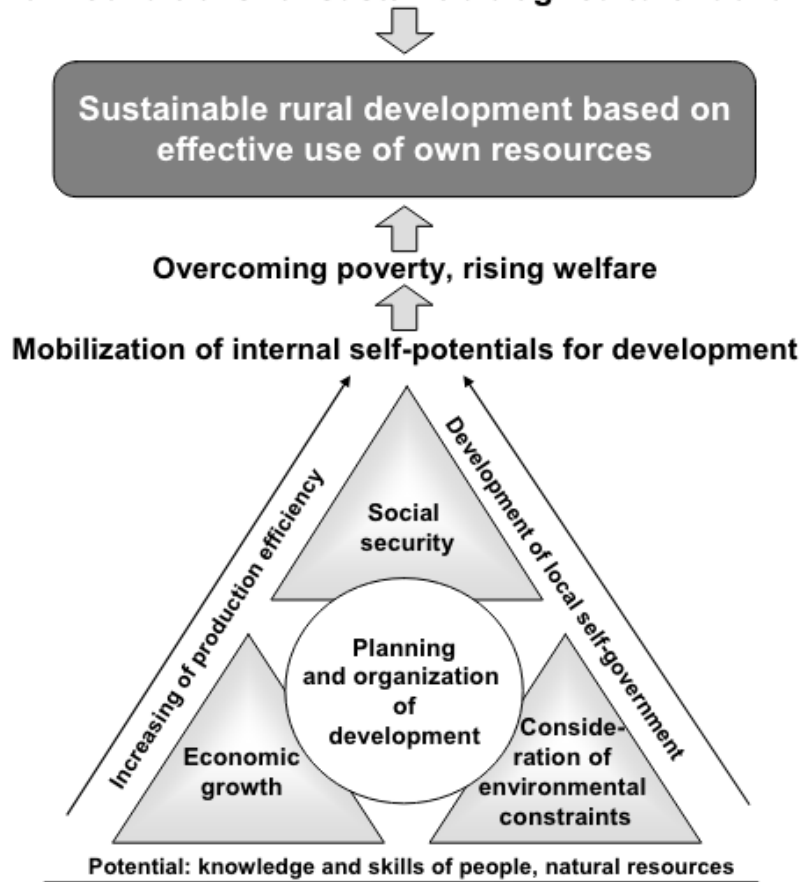 Sustainable rural development based on
effective use of own resources
Overcoming poverty, rising welfare
Mobilization of internal self-potentials for development
Increasing of production efficiency
Development of local self-government
Social
security
Planning
and organization
of
development
Economic
growth
Conside-
ration of
environmental
constraints
Potential: knowledge and skills of people, natural resources